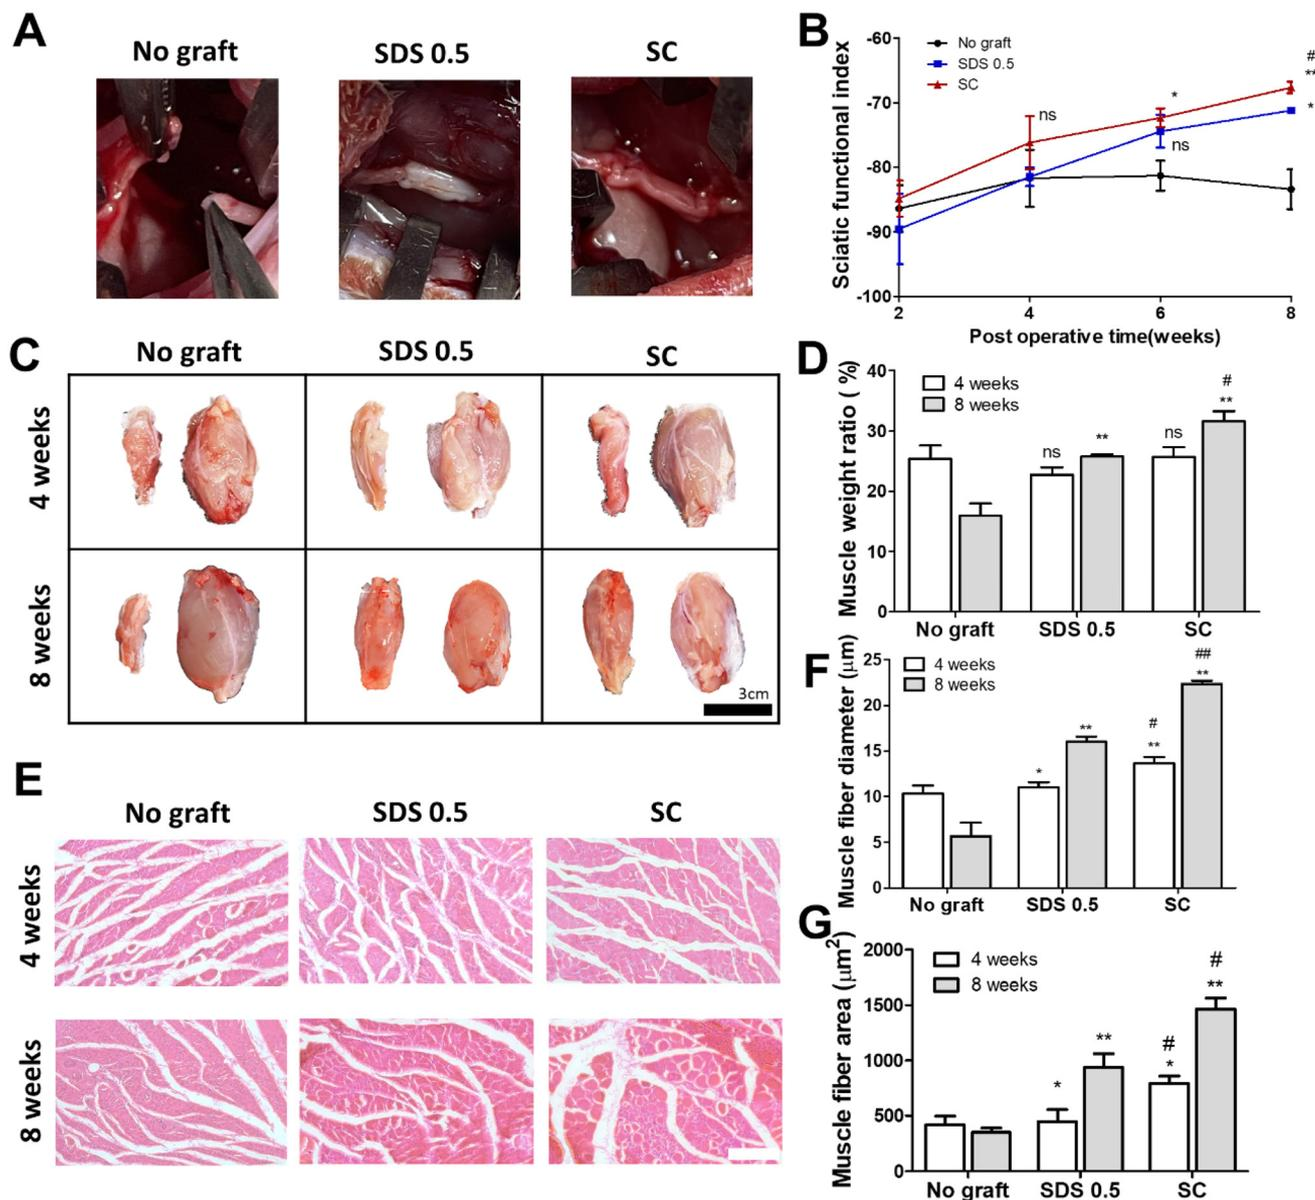 A
No graft
SDS 0.5
SC
B
Sciatic functional index
-60
-70
-80
-90
-100
No graft
SDS 0.5
SC
ns
*
ns
#
**
*
2
4
6
8
Post operative time(weeks)
C
No graft
SDS 0.5
SC
4 weeks
8 weeks
3cm
D
Muscle weight ratio ( %)
40
30
20
10
0
4 weeks
8 weeks
ns
**
ns
#
**
No graft
SDS 0.5
SC
E
No graft
SDS 0.5
SC
4 weeks
8 weeks
F
Muscle fiber diameter (µm)
25
20
15
10
5
0
4 weeks
8 weeks
*
**
#
**
##
**
No graft
SDS 0.5
SC
G
Muscle fiber area (µm²)
2000
1500
1000
500
0
4 weeks
8 weeks
*
**
#
*
#
**
No graft
SDS 0.5
SC